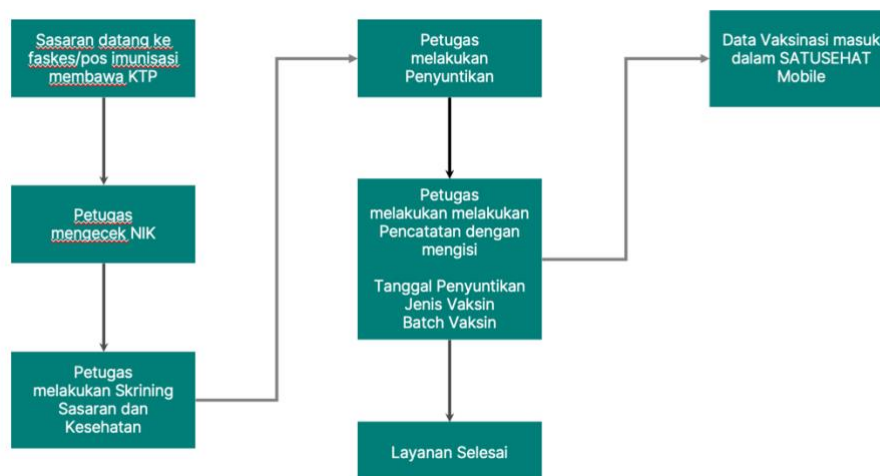 Sasaran datang ke
faskes/pos imunisasi
membawa KTP
Petugas
mengecek NIK
Petugas
melakukan Skrining
Sasaran dan
Kesehatan
Petugas
melakukan
Penyuntikan
Petugas
melakukan melakukan
Pencatatan dengan
mengisi
Tanggal Penyuntikan
Jenis Vaksin
Batch Vaksin
Layanan Selesai
Data Vaksinasi masuk
dalam SATUSEHAT
Mobile